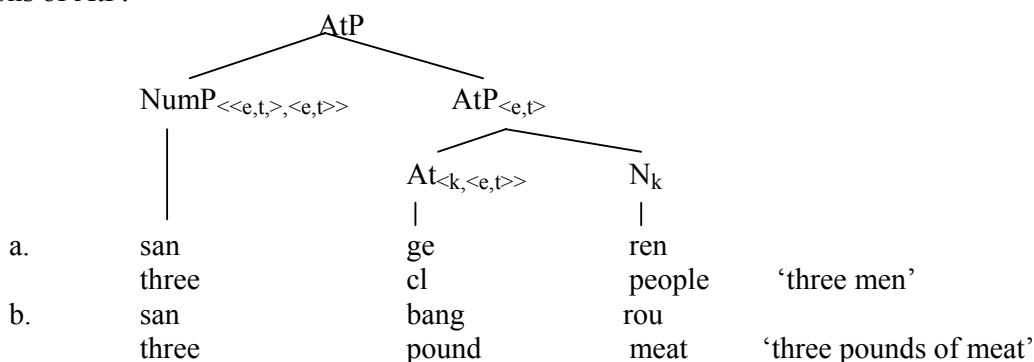 AtP
NumP<<e,t,>,<e,t>> AtP<e,t>
At<k,<e,t>> Nk
a. san ge ren
three cl people ‘three men’
b. san bang rou
three pound meat ‘three pounds of meat’